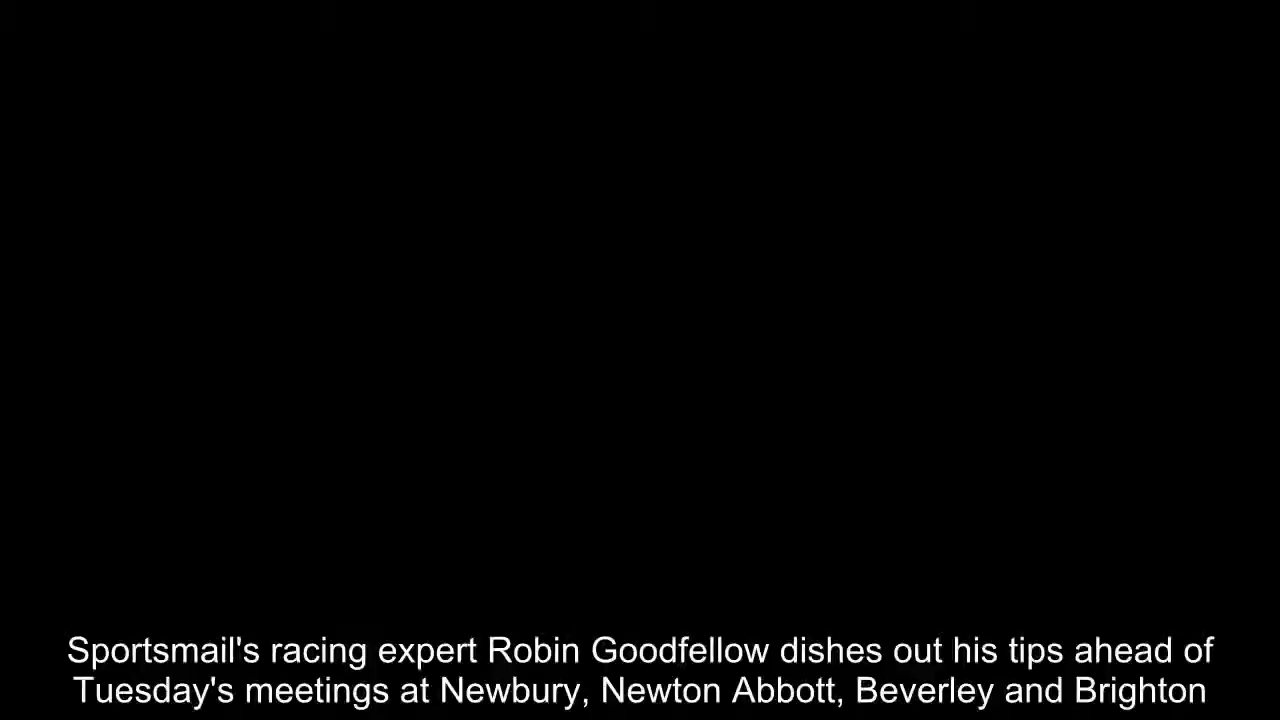 Sportsmail's racing expert Robin Goodfellow dishes out his tips ahead of
Tuesday's meetings at Newbury, Newton Abbott, Beverley and Brighton